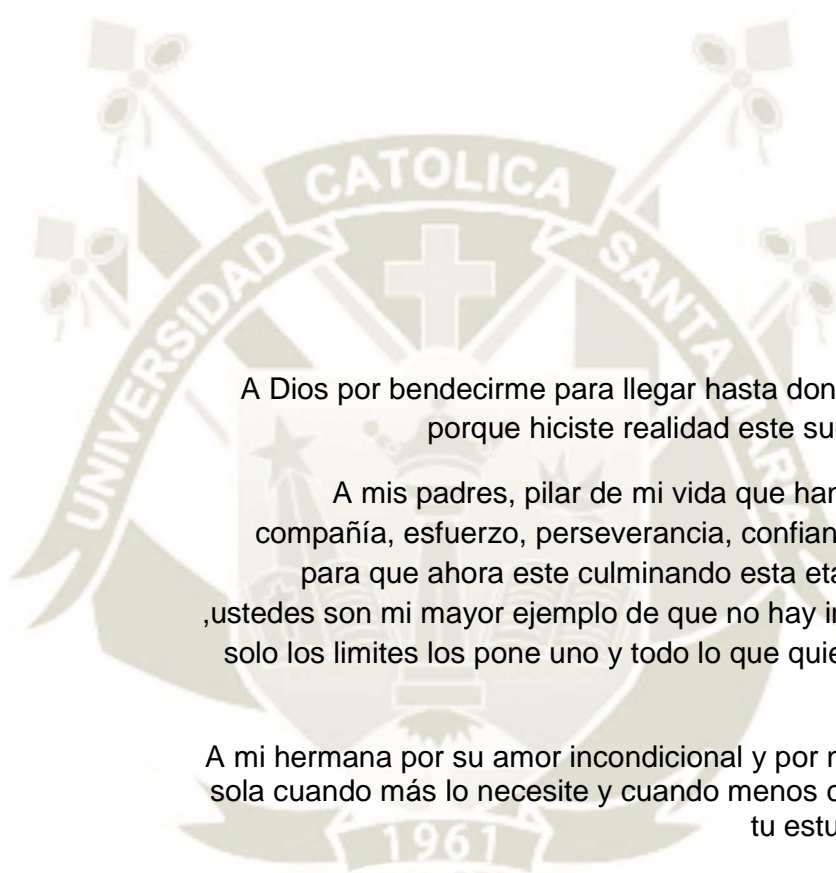 CATOLICA
UNIVERSIDAD
SANTA MARIA
A Dios por bendecirme para llegar hasta don
porque hiciste realidad este su
A mis padres, pilar de mi vida que har
compañía, esfuerzo, perseverancia, confian
para que ahora este culminando esta eta
,ustedes son mi mayor ejemplo de que no hay ir
solo los limites los pone uno y todo lo que quie
A mi hermana por su amor incondicional y por r
sola cuando más lo necesite y cuando menos c
tu estu
1961